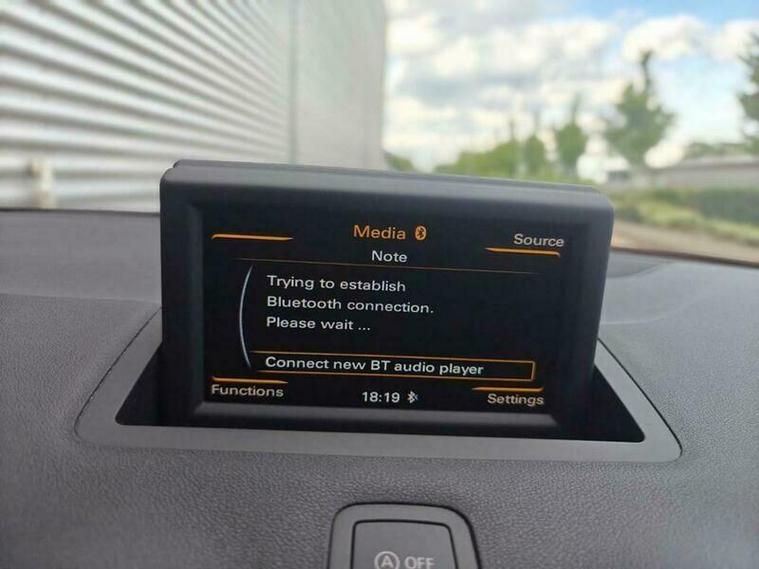 Media
Source
Note
Trying to establish
Bluetooth connection.
Please wait ...
Connect new BT audio player
Functions
18:19
Settings
A OFF